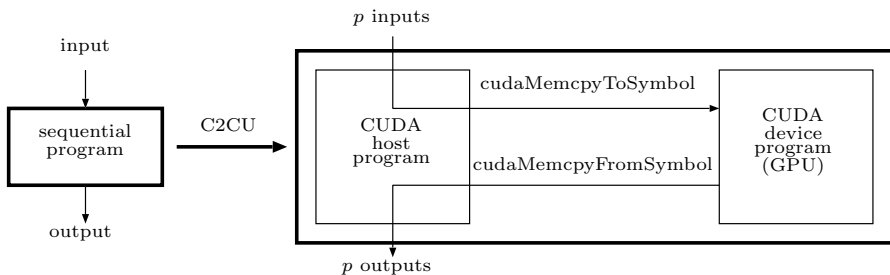 p inputs
input
cudaMemcpyToSymbol
C2CU
sequential
program
CUDA
host
program
CUDA
device
program
(GPU)
cudaMemcpyFromSymbol
output
p outputs